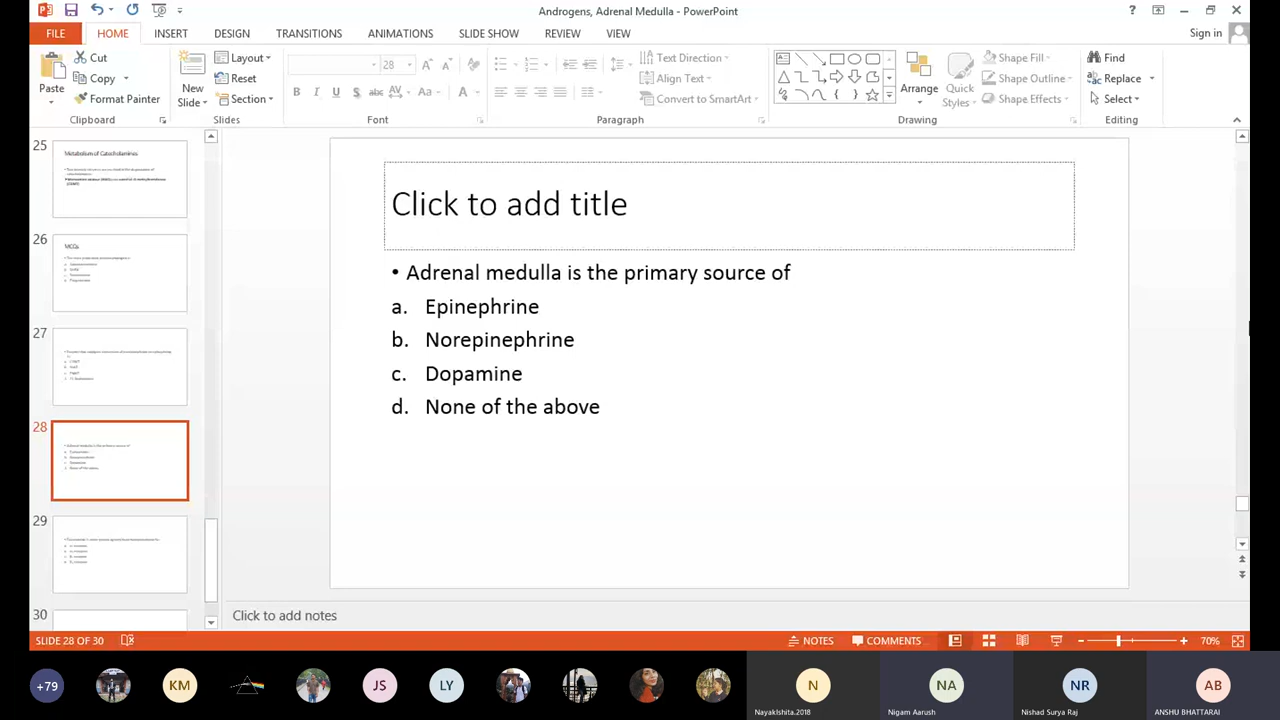 Androgens, Adrenal Medulla - PowerPoint
FILE HOME INSERT DESIGN TRANSITIONS ANIMATIONS SLIDE SHOW REVIEW VIEW Sign in
Paste
Cut
Copy
Format Painter
Clipboard
New
Slide
Layout
Reset
Section
Slides
28
Font
Text Direction
Align Text
Convert to SmartArt
Paragraph
Arrange
Quick
Styles
Shape Fill
Shape Outline
Shape Effects
Drawing
Find
Replace
Select
Editing
25
Metabolism of Catecholamines
26
MCQs
27
28
29
30
Click to add title
• Adrenal medulla is the primary source of
a. Epinephrine
b. Norepinephrine
c. Dopamine
d. None of the above
Click to add notes
SLIDE 28 OF 30 NOTES COMMENTS 70%
+79 KM JS LY N NA NR AB
NayakIshita.2018 Nigam Aarush Nishad Surya Raj ANSHU BHATTARAI